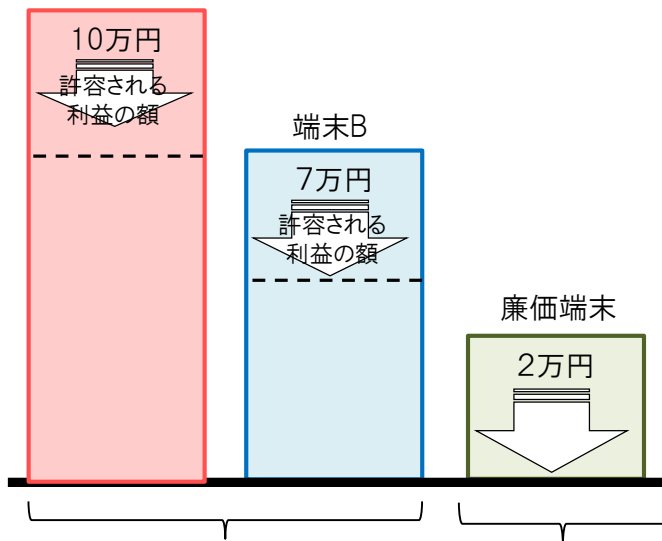 10万円
許容される
利益の額
端末B
7万円
許容される
利益の額
廉価端末
2万円